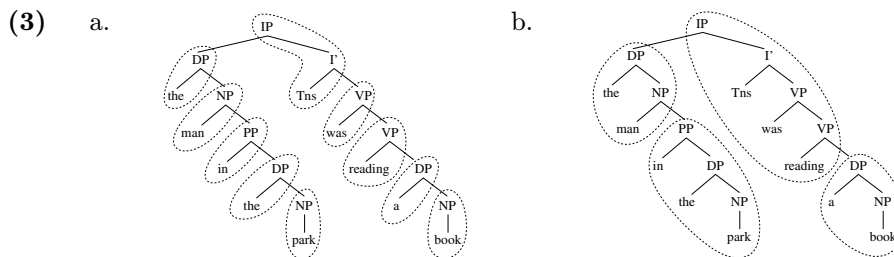 (3) a. b.
IP IP
DP I' DP I'
the NP Tns VP the NP Tns VP
man PP was VP man PP was VP
in DP reading DP in DP reading DP
the NP a NP the NP a NP
park book park book